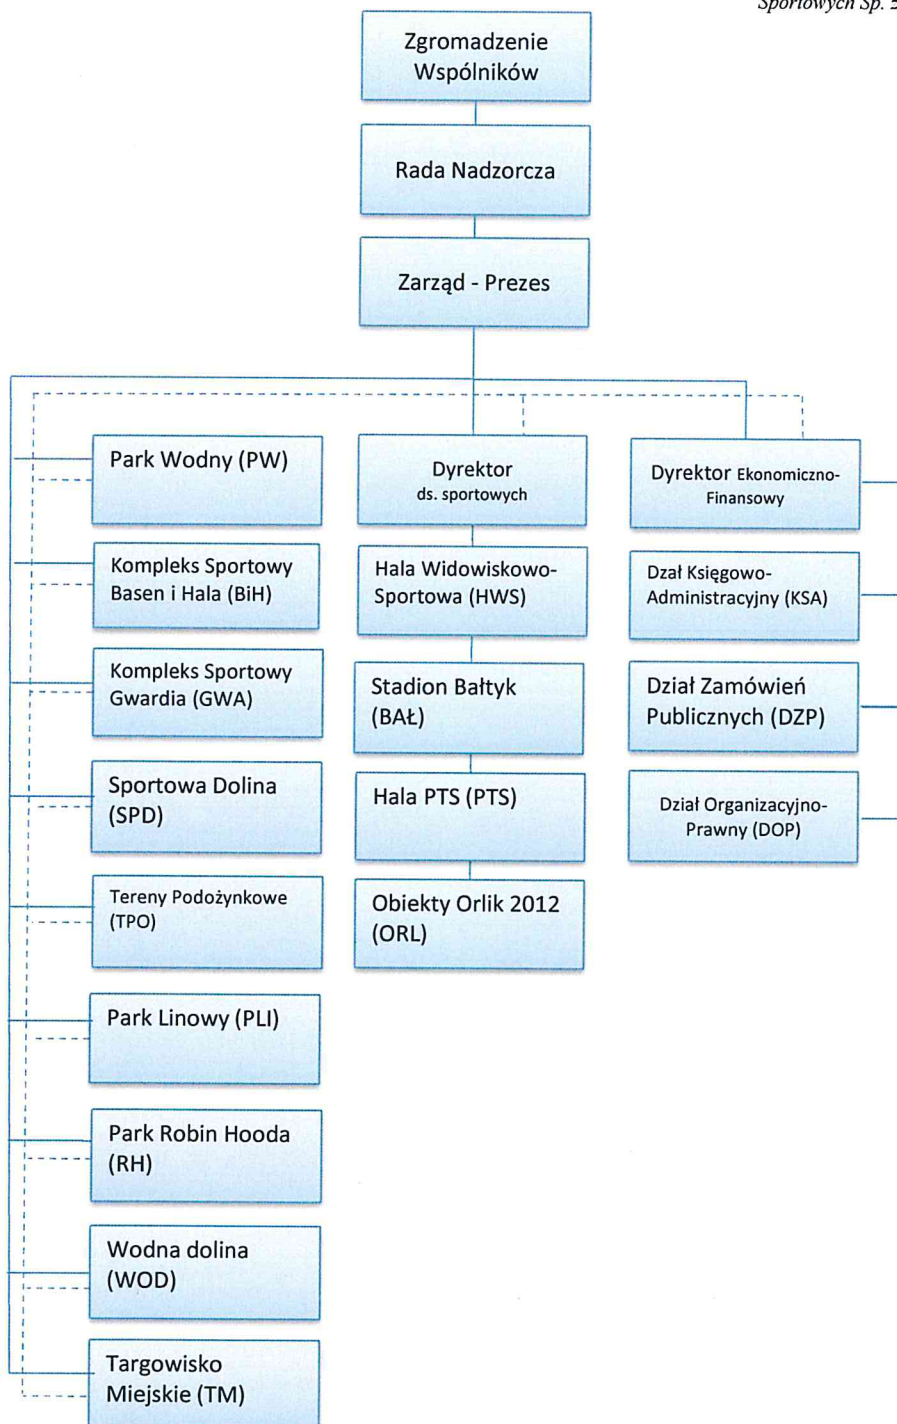 Sportowych Sp.
Zgromadzenie
Wspólników
Rada Nadzorcza
Zarząd - Prezes
Park Wodny (PW)
Kompleks Sportowy
Basen i Hala (BiH)
Kompleks Sportowy
Gwardia (GWA)
Sportowa Dolina
(SPD)
Tereny Podożynkowe
(TPO)
Park Linowy (PLI)
Park Robin Hooda
(RH)
Wodna dolina
(WOD)
Targowisko
Miejskie (TM)
Dyrektor
ds. sportowych
Hala Widowiskowo-
Sportowa (HWS)
Stadion Bałtyk
(BAŁ)
Hala PTS (PTS)
Obiekty Orlik 2012
(ORL)
Dyrektor Ekonomiczno-
Finansowy
Dzał Księgowo-
Administracyjny (KSA)
Dział Zamówień
Publicznych (DZP)
Dział Organizacyjno-
Prawny (DOP)